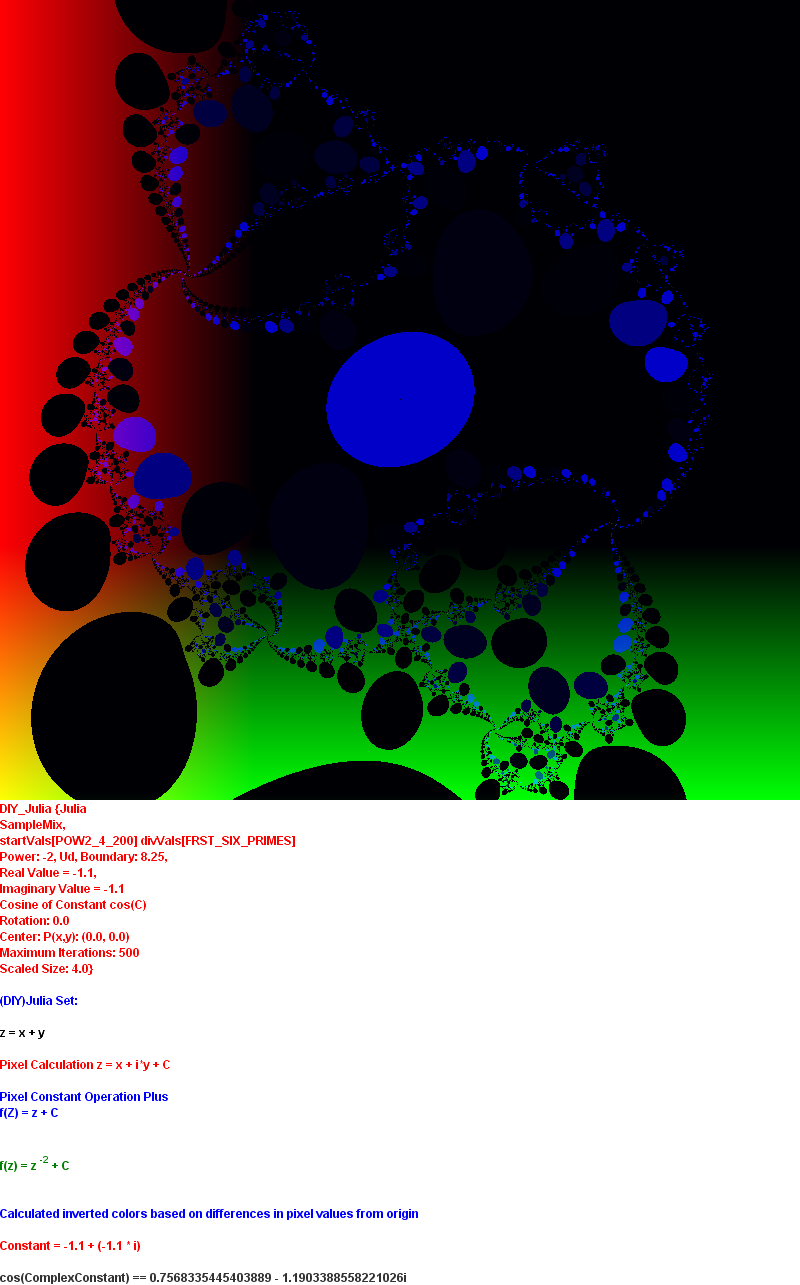 DIY_Julia {Julia
SampleMix,
startVals[POW2_4_200] divVals[FRST_SIX_PRIMES]
Power: -2, Ud, Boundary: 8.25,
Real Value = -1.1,
Imaginary Value = -1.1
Cosine of Constant cos(C)
Rotation: 0.0
Center: P(x,y): (0.0, 0.0)
Maximum Iterations: 500
Scaled Size: 4.0}
(DIY)Julia Set:
z = x + y
Pixel Calculation z = x + i*y + C
Pixel Constant Operation Plus
f(Z) = z + C
f(z) = z -2 + C
Calculated inverted colors based on differences in pixel values from origin
Constant = -1.1 + (-1.1 * i)
cos(ComplexConstant) == 0.7568335445403889 - 1.1903388558221026i